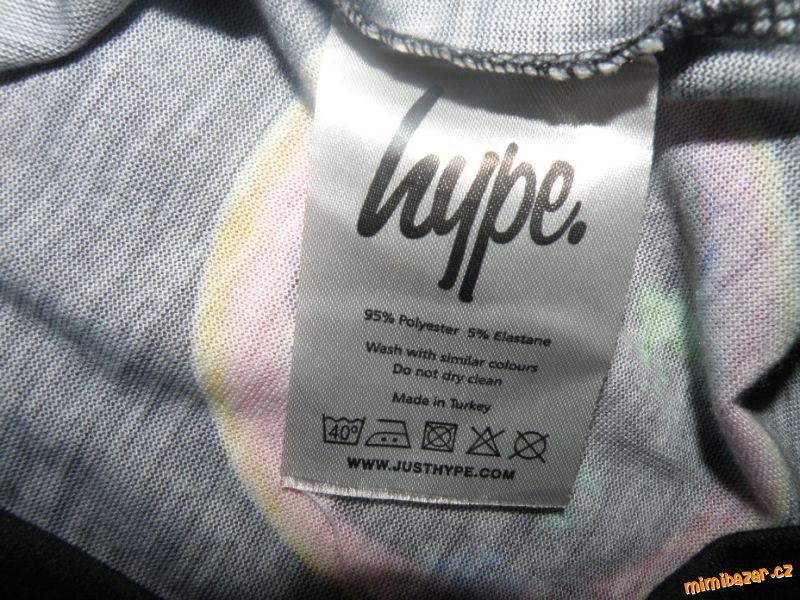 hype.
95% Polyester 5% Elastane
Wash with similar colours
Do not dry clean
Made in Turkey
40°
WWW.JUSTHYPE.COM
mimibazar.cz